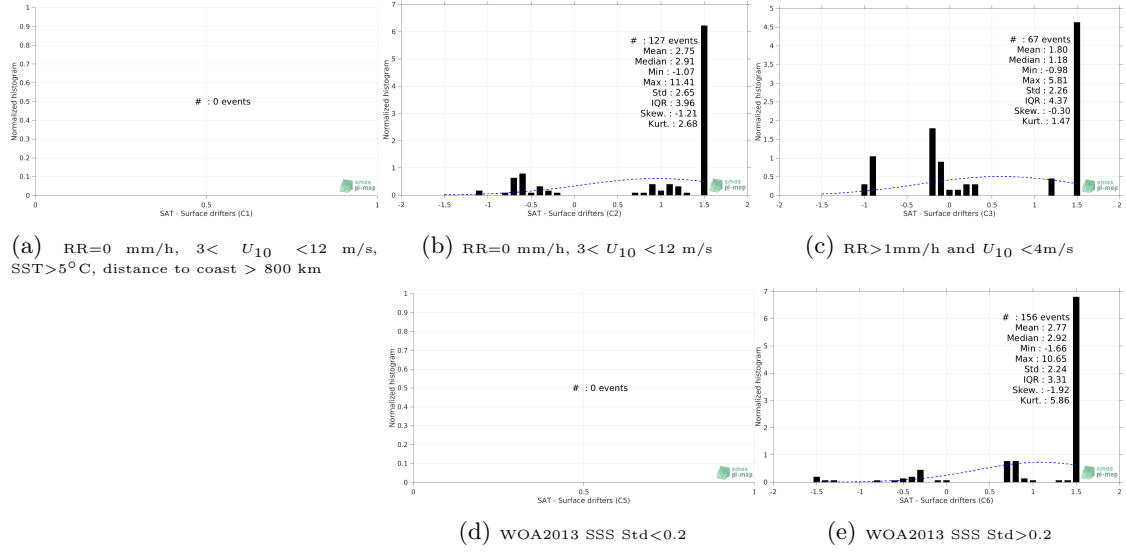 1
0.9
0.8
0.7
0.6
0.5
0.4
0.3
0.2
0.1
0
Normalized histogram
# : 0 events
smos
pi-mep
0 0.5 1
SAT - Surface drifters (C1)
(a) RR=0 mm/h, 3< U10 <12 m/s,
SST>5°C, distance to coast > 800 km
7
6
5
4
3
2
1
0
Normalized histogram
# : 127 events
Mean : 2.75
Median : 2.91
Min : -1.07
Max : 11.41
Std : 2.65
IQR : 3.96
Skew. : -1.21
Kurt. : 2.68
smos
pi-mep
-2 -1.5 -1 -0.5 0 0.5 1 1.5 2
SAT - Surface drifters (C2)
(b) RR=0 mm/h, 3< U10 <12 m/s
5
4.5
4
3.5
3
2.5
2
1.5
1
0.5
0
Normalized histogram
# : 67 events
Mean : 1.80
Median : 1.18
Min : -0.98
Max : 5.81
Std : 2.26
IQR : 4.37
Skew. : -0.30
Kurt. : 1.47
smos
pi-mep
-2 -1.5 -1 -0.5 0 0.5 1 1.5 2
SAT - Surface drifters (C3)
(c) RR>1mm/h and U10 <4m/s
1
0.9
0.8
0.7
0.6
0.5
0.4
0.3
0.2
0.1
0
Normalized histogram
# : 0 events
smos
pi-mep
0 0.5 1
SAT - Surface drifters (C5)
(d) WOA2013 SSS Std<0.2
7
6
5
4
3
2
1
0
Normalized histogram
# : 156 events
Mean : 2.77
Median : 2.92
Min : -1.66
Max : 10.65
Std : 2.24
IQR : 3.31
Skew. : -1.92
Kurt. : 5.86
smos
pi-mep
-2 -1.5 -1 -0.5 0 0.5 1 1.5 2
SAT - Surface drifters (C6)
(e) WOA2013 SSS Std>0.2